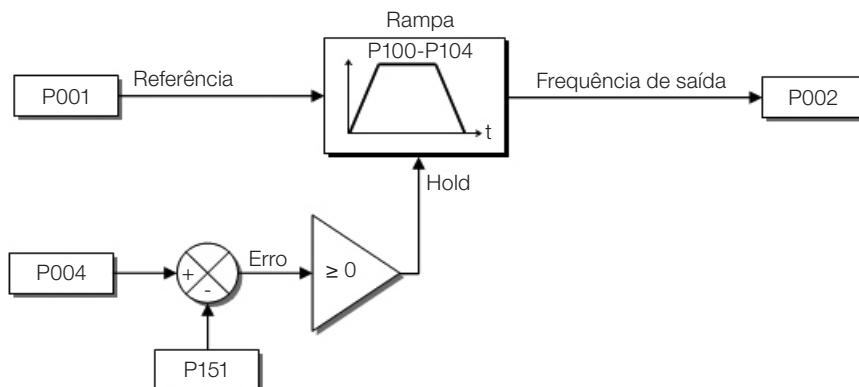 Rampa
P100-P104
Referência
Frequência de saída
P001
P002
t
Hold
Erro
P004
+
-
≥ 0
P151